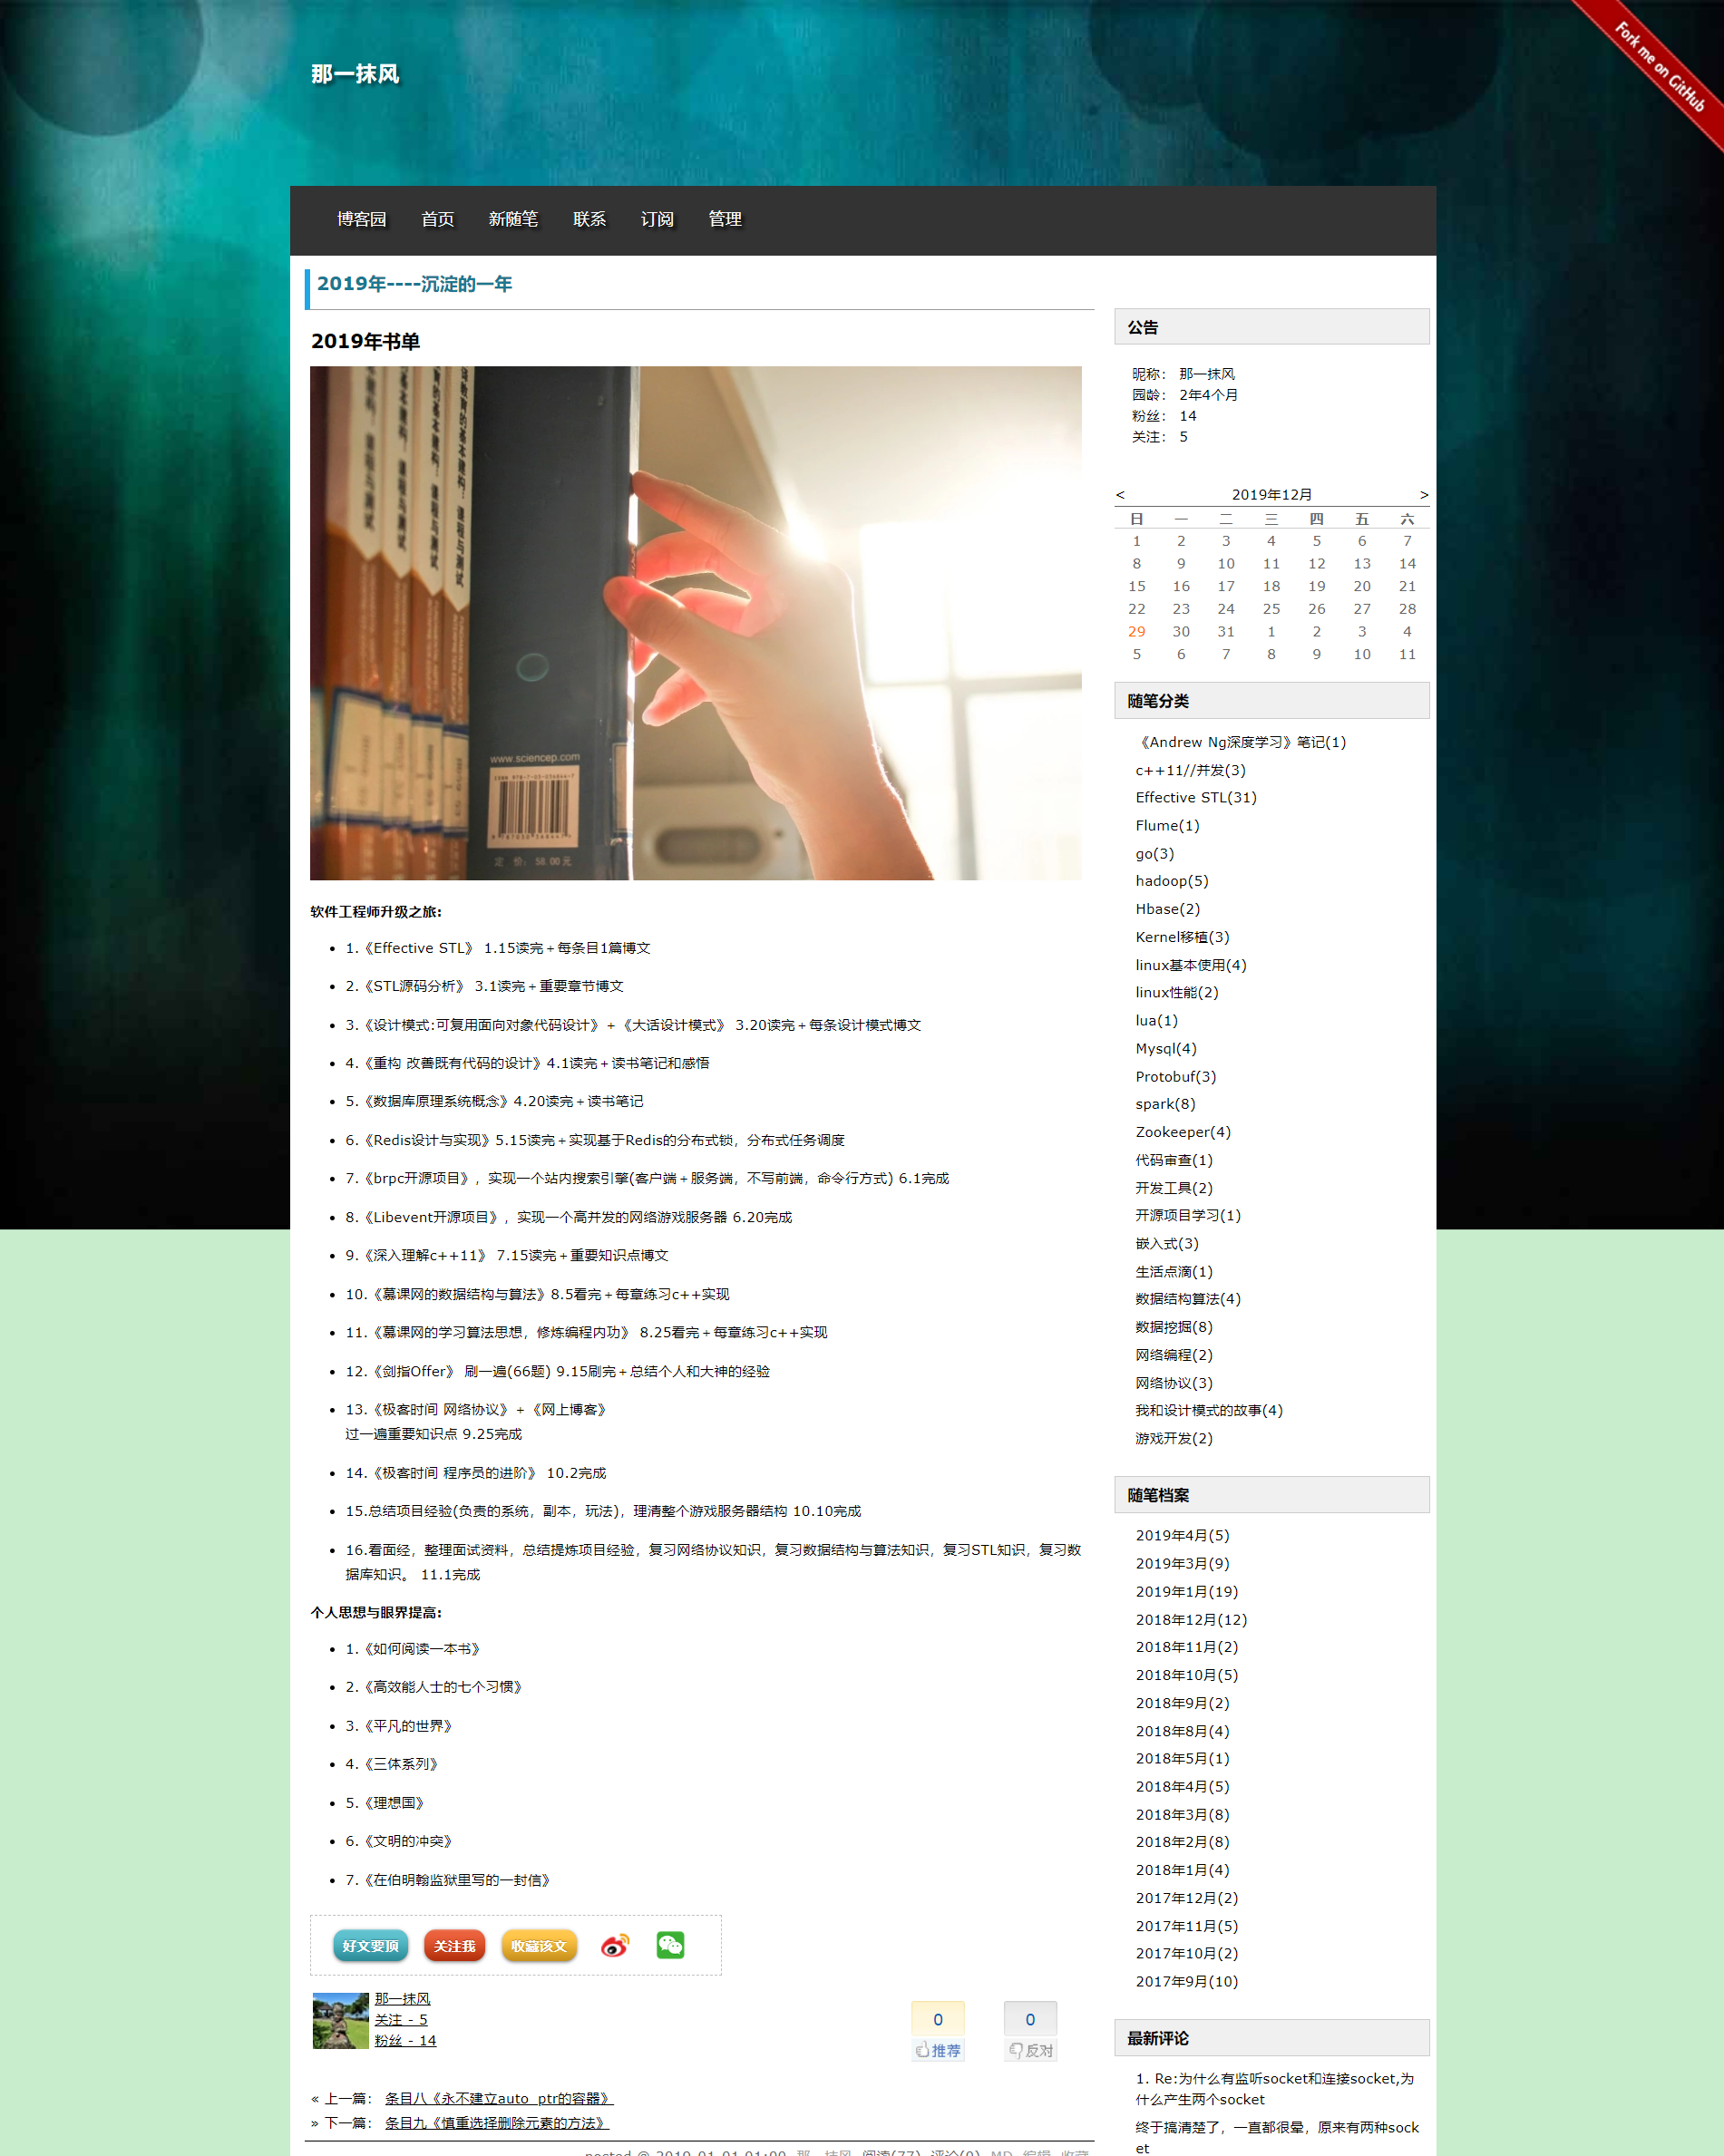 Fork me on GitHub
那一抹风
博客园 首页 新随笔 联系 订阅 管理
2019年----沉淀的一年
2019年书单
www.sciencep.com
定 价: 58.00元
软件工程师升级之旅:
1.《Effective STL》 1.15读完+每条目1篇博文
2.《STL源码分析》 3.1读完+重要章节博文
3.《设计模式:可复用面向对象代码设计》+《大话设计模式》 3.20读完+每条设计模式博文
4.《重构 改善既有代码的设计》4.1读完+读书笔记和感悟
5.《数据库原理系统概念》4.20读完+读书笔记
6.《Redis设计与实现》5.15读完+实现基于Redis的分布式锁，分布式任务调度
7.《brpc开源项目》，实现一个站内搜索引擎(客户端+服务端，不写前端，命令行方式) 6.1完成
8.《Libevent开源项目》，实现一个高并发的网络游戏服务器 6.20完成
9.《深入理解c++11》 7.15读完+重要知识点博文
10.《慕课网的数据结构与算法》8.5看完+每章练习c++实现
11.《慕课网的学习算法思想，修炼编程内功》 8.25看完+每章练习c++实现
12.《剑指Offer》 刷一遍(66题) 9.15刷完+总结个人和大神的经验
13.《极客时间 网络协议》+《网上博客》
过一遍重要知识点 9.25完成
14.《极客时间 程序员的进阶》 10.2完成
15.总结项目经验(负责的系统，副本，玩法)，理清整个游戏服务器结构 10.10完成
16.看面经，整理面试资料，总结提炼项目经验，复习网络协议知识，复习数据结构与算法知识，复习STL知识，复习数
据库知识。 11.1完成
个人思想与眼界提高:
1.《如何阅读一本书》
2.《高效能人士的七个习惯》
3.《平凡的世界》
4.《三体系列》
5.《理想国》
6.《文明的冲突》
7.《在伯明翰监狱里写的一封信》
好文要顶 关注我 收藏该文
那一抹风
关注 - 5
粉丝 - 14
0 0
推荐 反对
« 上一篇： 条目八《永不建立auto_ptr的容器》
» 下一篇： 条目九《慎重选择删除元素的方法》
posted @ 2019-01-01 01:00 那一抹风 阅读(77) 评论(0) MD 编辑 收藏
公告
昵称： 那一抹风
园龄： 2年4个月
粉丝： 14
关注： 5
< 2019年12月 >
日 一 二 三 四 五 六
1 2 3 4 5 6 7
8 9 10 11 12 13 14
15 16 17 18 19 20 21
22 23 24 25 26 27 28
29 30 31 1 2 3 4
5 6 7 8 9 10 11
随笔分类
《Andrew Ng深度学习》笔记(1)
c++11//并发(3)
Effective STL(31)
Flume(1)
go(3)
hadoop(5)
Hbase(2)
Kernel移植(3)
linux基本使用(4)
linux性能(2)
lua(1)
Mysql(4)
Protobuf(3)
spark(8)
Zookeeper(4)
代码审查(1)
开发工具(2)
开源项目学习(1)
嵌入式(3)
生活点滴(1)
数据结构算法(4)
数据挖掘(8)
网络编程(2)
网络协议(3)
我和设计模式的故事(4)
游戏开发(2)
随笔档案
2019年4月(5)
2019年3月(9)
2019年1月(19)
2018年12月(12)
2018年11月(2)
2018年10月(5)
2018年9月(2)
2018年8月(4)
2018年5月(1)
2018年4月(5)
2018年3月(8)
2018年2月(8)
2018年1月(4)
2017年12月(2)
2017年11月(5)
2017年10月(2)
2017年9月(10)
最新评论
1. Re:为什么有监听socket和连接socket,为
什么产生两个socket
终于搞清楚了，一直都很晕，原来有两种sock
et